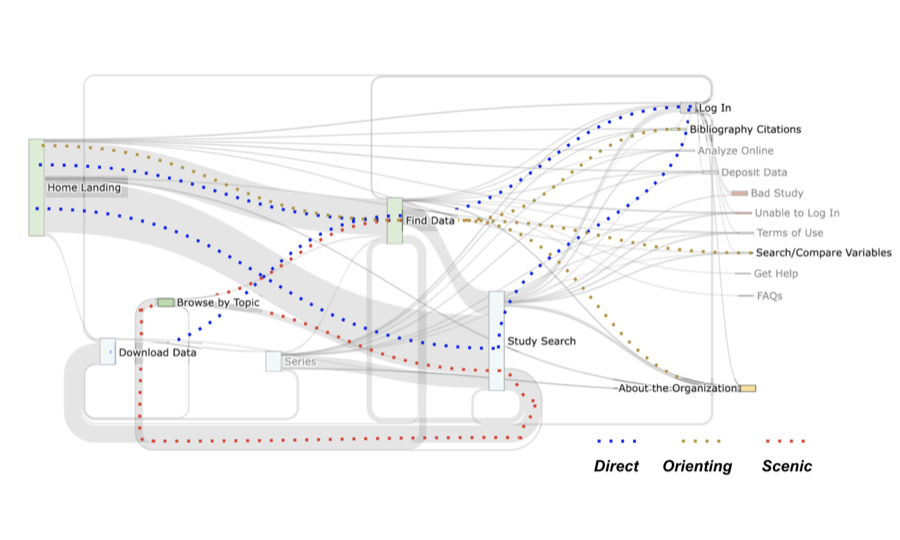 Log In
Bibliography Citations
Analyze Online
Deposit Data
Home Landing
Bad Study
Unable to Log In
Find Data
Terms of Use
Search/Compare Variables
Get Help
FAQs
Browse by Topic
Study Search
Download Data
Series
About the Organization
Direct
Orienting
Scenic